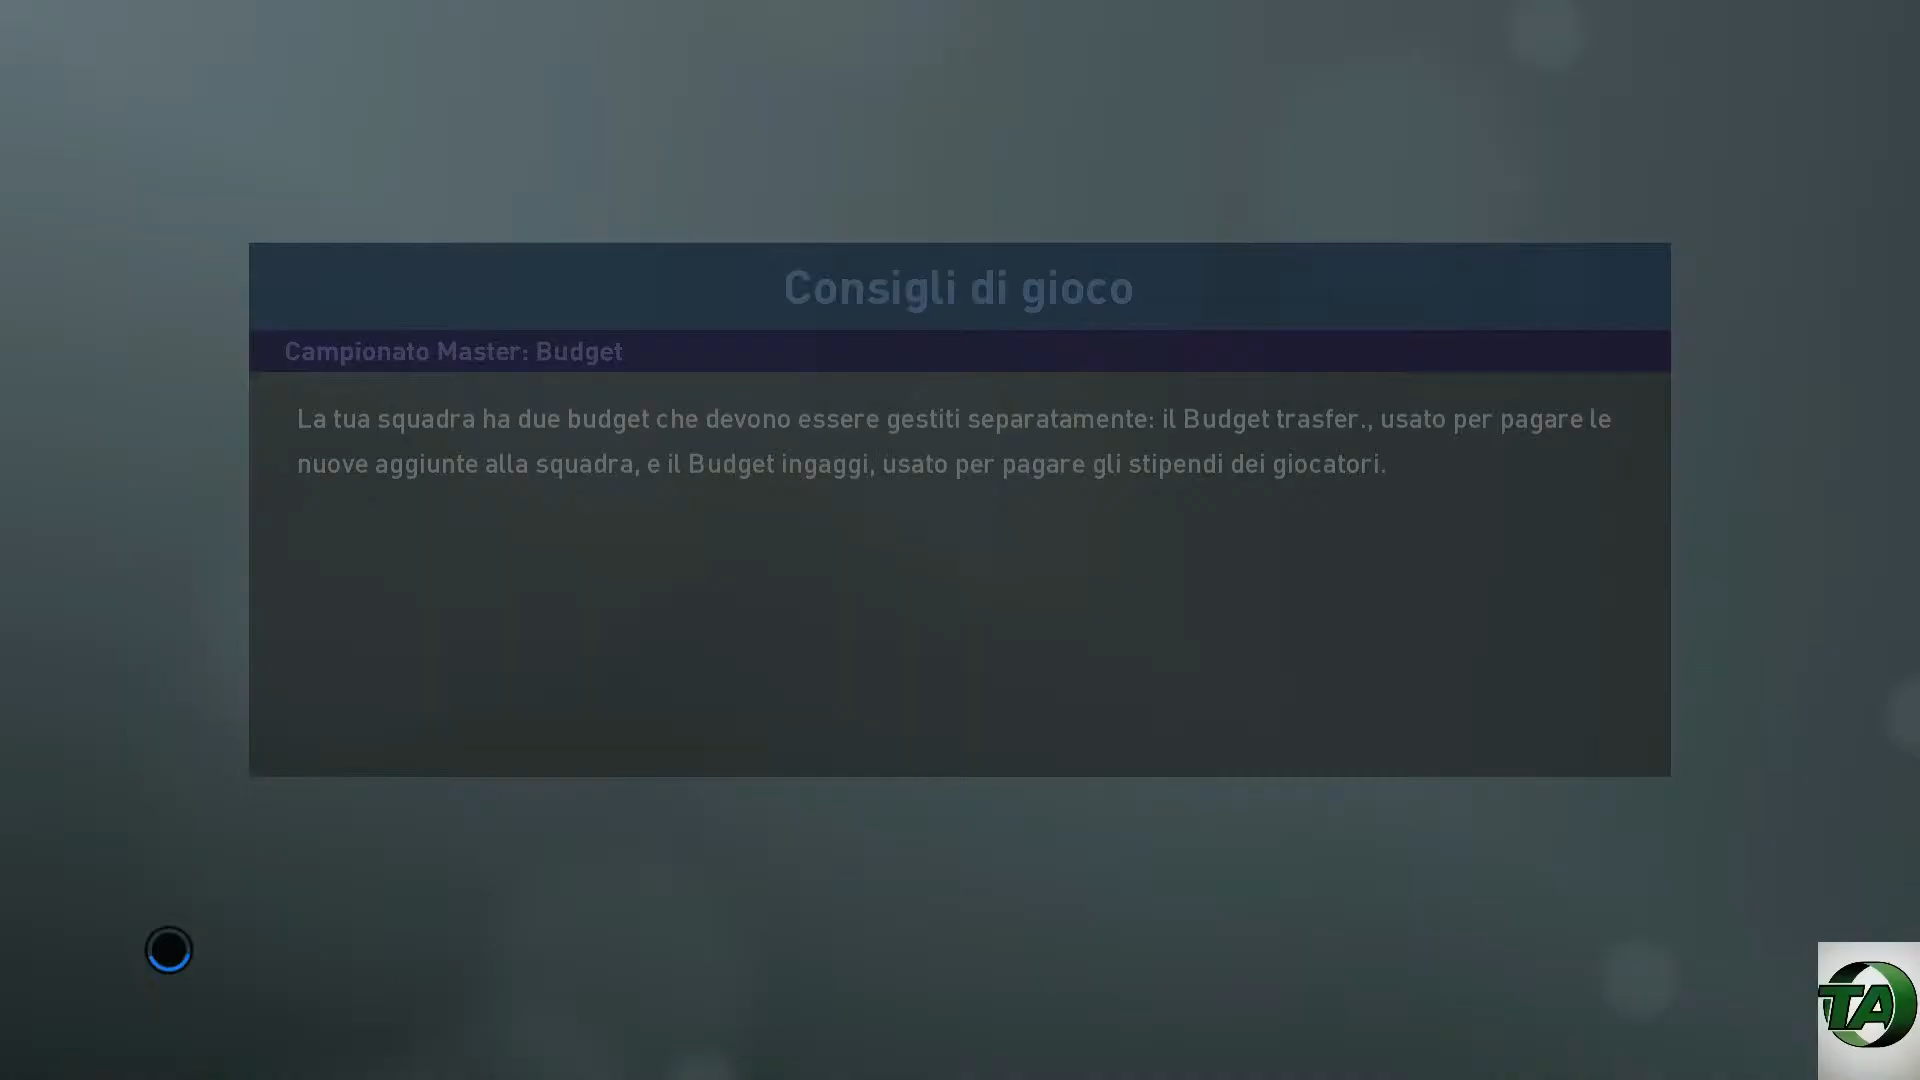 Consigli di gioco
Campionato Master: Budget
La tua squadra ha due budget che devono essere gestiti separatamente: il Budget trasfer., usato per pagare le
nuove aggiunte alla squadra, e il Budget ingaggi, usato per pagare gli stipendi dei giocatori.
TA